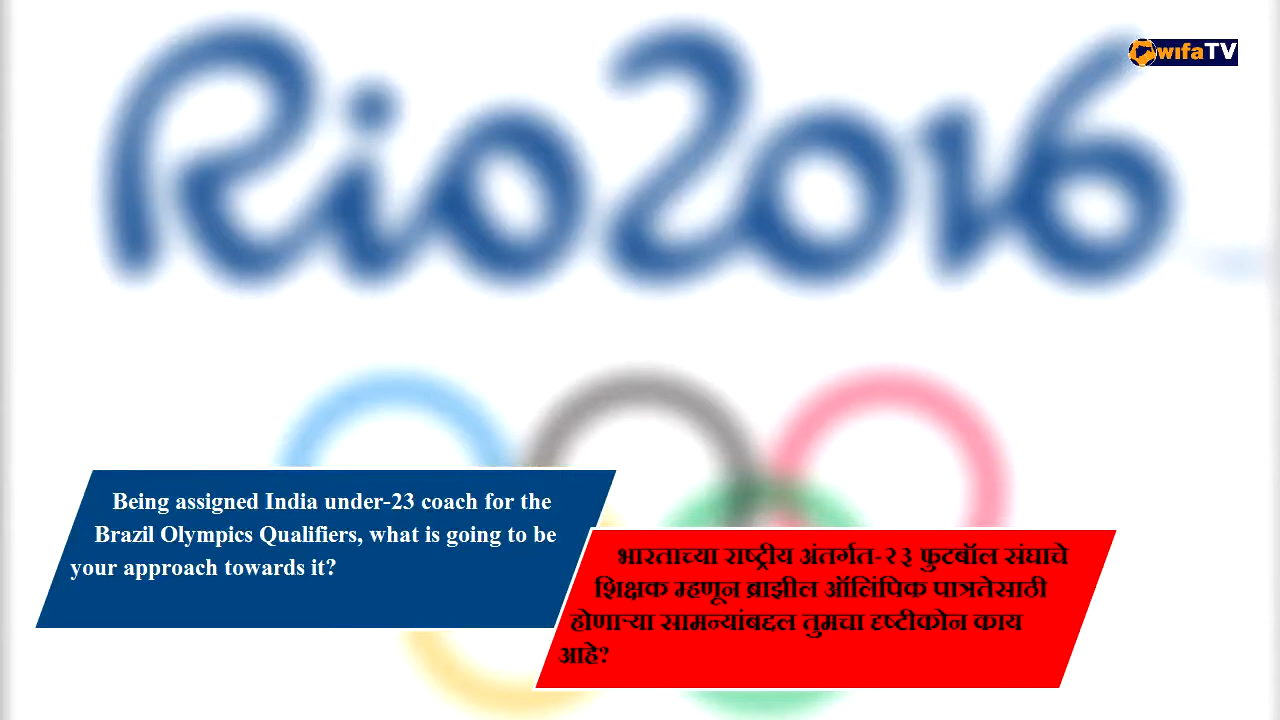 Rio2016
wifaTV
Being assigned India under-23 coach for the
Brazil Olympics Qualifiers, what is going to be
your approach towards it?
भारताच्या राष्ट्रीय अंतर्गत-२३ फुटबॉल संघाचे
शिक्षक म्हणून ब्राझील ऑलिंपिक पात्रतेसाठी
होणाऱ्या सामन्यांबद्दल तुमचा दृष्टीकोन काय
आहे?